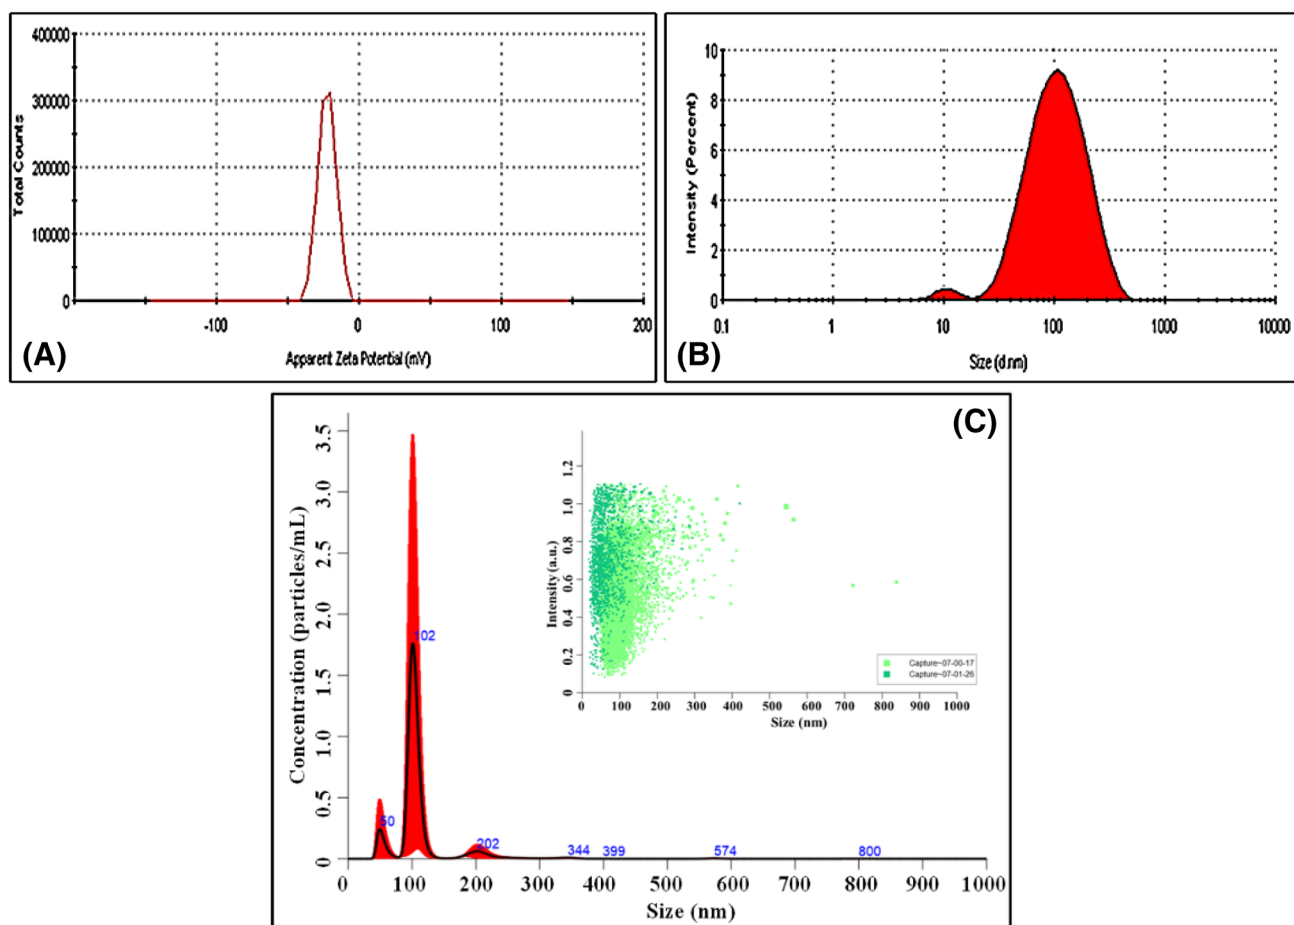 400000
300000
200000
100000
0
Total Counts
-100 0 100 200
Apparent Zeta Potential (mV)
(A)
10
8
6
4
2
0
Intensity (Percent)
0.1 1 10 100 1000 10000
Size (d.nm)
(B)
(C)
3.5
3.0
2.5
2.0
1.5
1.0
0.5
0
Concentration (particles/mL)
50
102
202
344
399
574
800
0 100 200 300 400 500 600 700 800 900 1000
Size (nm)
1.2
1.0
0.8
0.6
0.4
0.2
0
Intensity (a.u.)
Capture~07-00-17
Capture~07-01-26
0 100 200 300 400 500 600 700 800 900 1000
Size (nm)